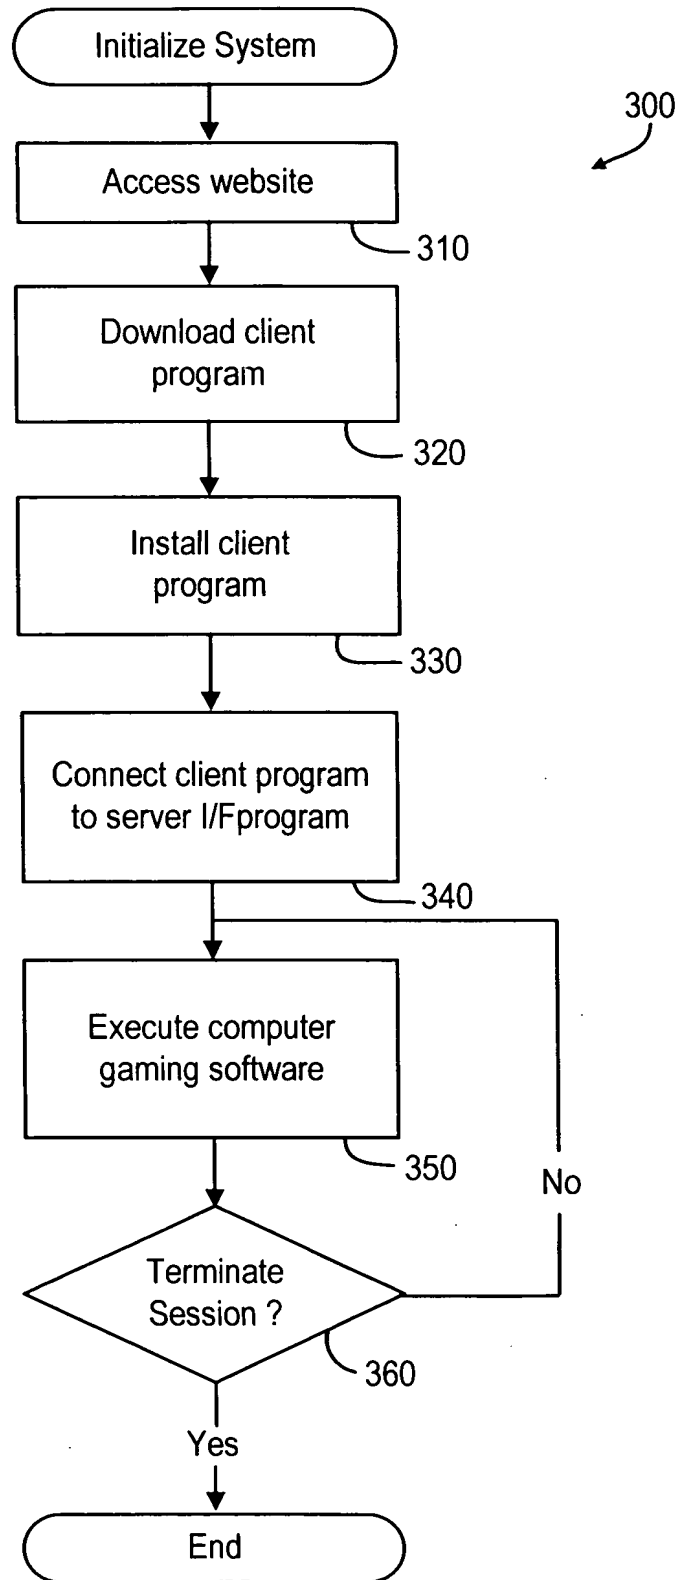 Initialize System
300
Access website
310
Download client
program
320
Install client
program
330
Connect client program
to server I/Fprogram
340
Execute computer
gaming software
350
No
Terminate
Session ?
360
Yes
End